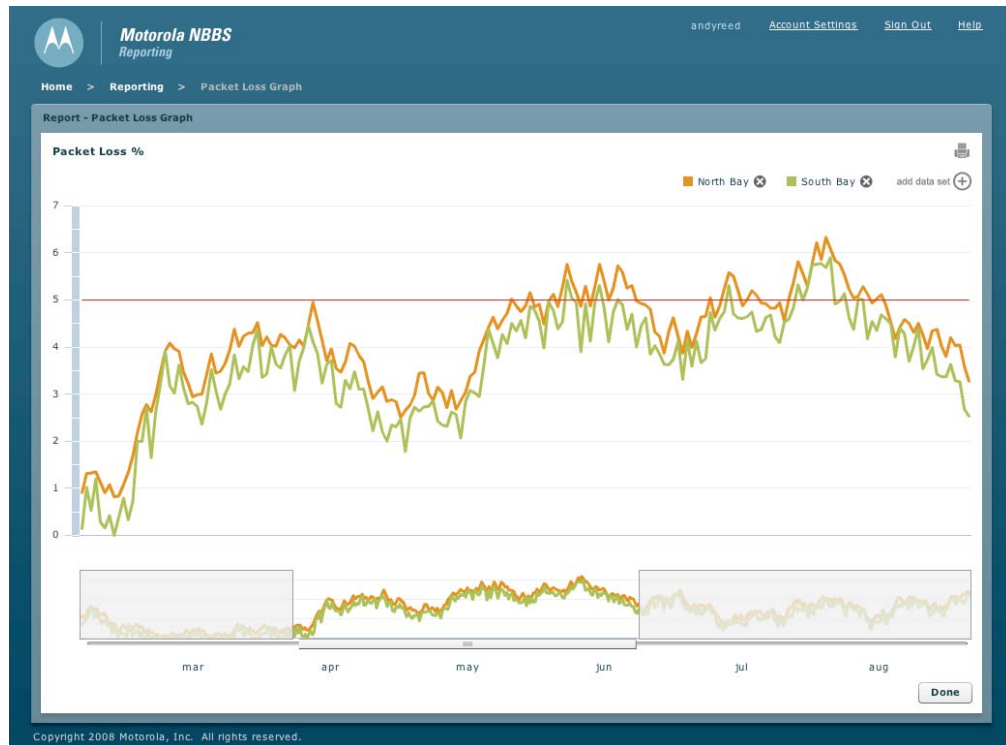 Motorola NBBS
Reporting
andyreed Account Settings Sign Out Help
Home > Reporting > Packet Loss Graph
Report - Packet Loss Graph
Packet Loss %
North Bay South Bay add data set
7
6
5
4
3
2
1
0
mar apr may jun jul aug
Done
Copyright 2008 Motorola, Inc. All rights reserved.